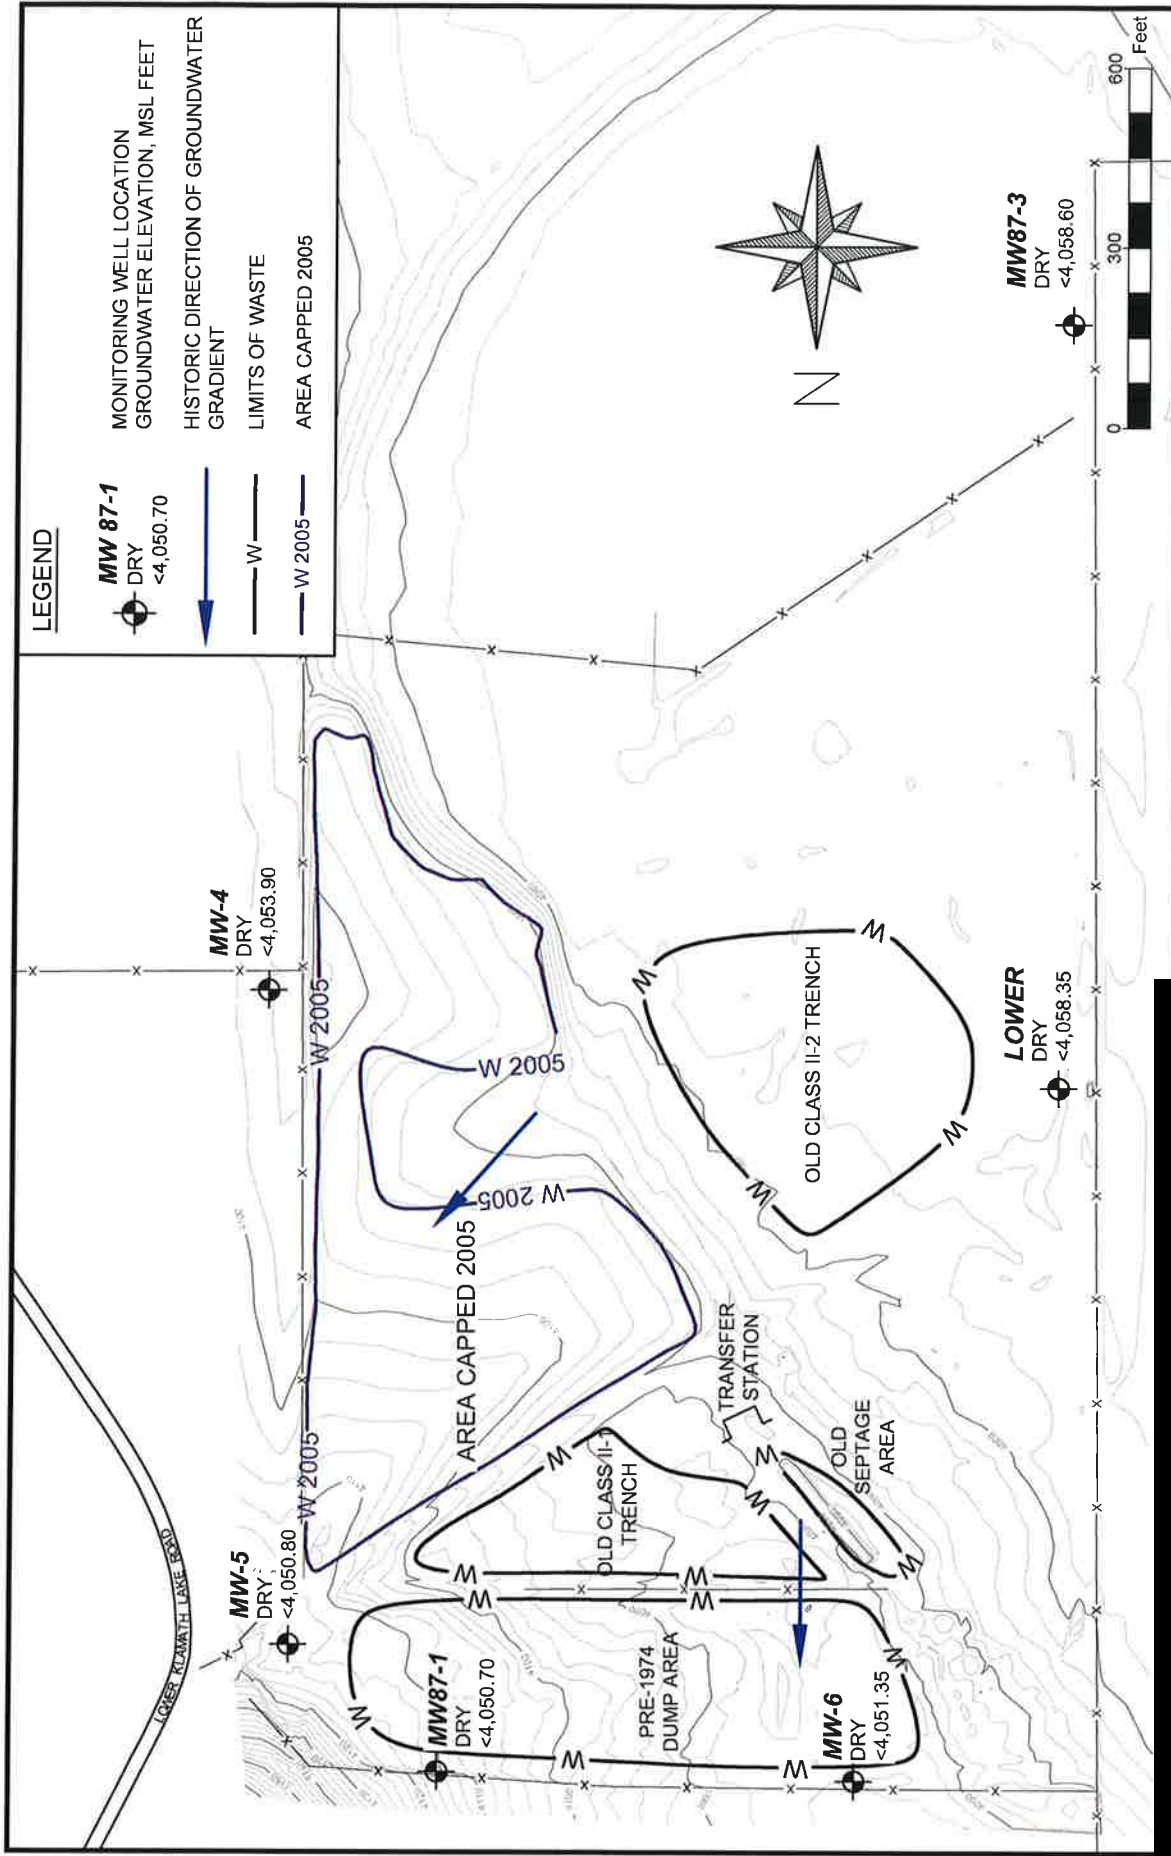 LEGEND
MW 87-1
DRY
<4,050.70
MONITORING WELL LOCATION
GROUNDWATER ELEVATION, MSL FEET
HISTORIC DIRECTION OF GROUNDWATER
GRADIENT
W
LIMITS OF WASTE
W 2005
AREA CAPPED 2005
LOWER KLAMATH LAKE ROAD
MW-5
DRY
<4,050.80
MW-4
DRY
<4,053.90
W 2005
W 2005
W 2005
W 2005
AREA CAPPED 2005
MW87-1
DRY
<4,050.70
W
W
W
W
W
W
W
PRE-1974
DUMP AREA
MW-6
DRY
<4,051.35
OLD CLASS II-1
TRENCH
W
W
W
W
TRANSFER
STATION
OLD
SEPTAGE
AREA
W
W
OLD CLASS II-2 TRENCH
W
W
W
W
LOWER
DRY
<4,058.35
N
MW87-3
DRY
<4,058.60
0
300
600
Feet